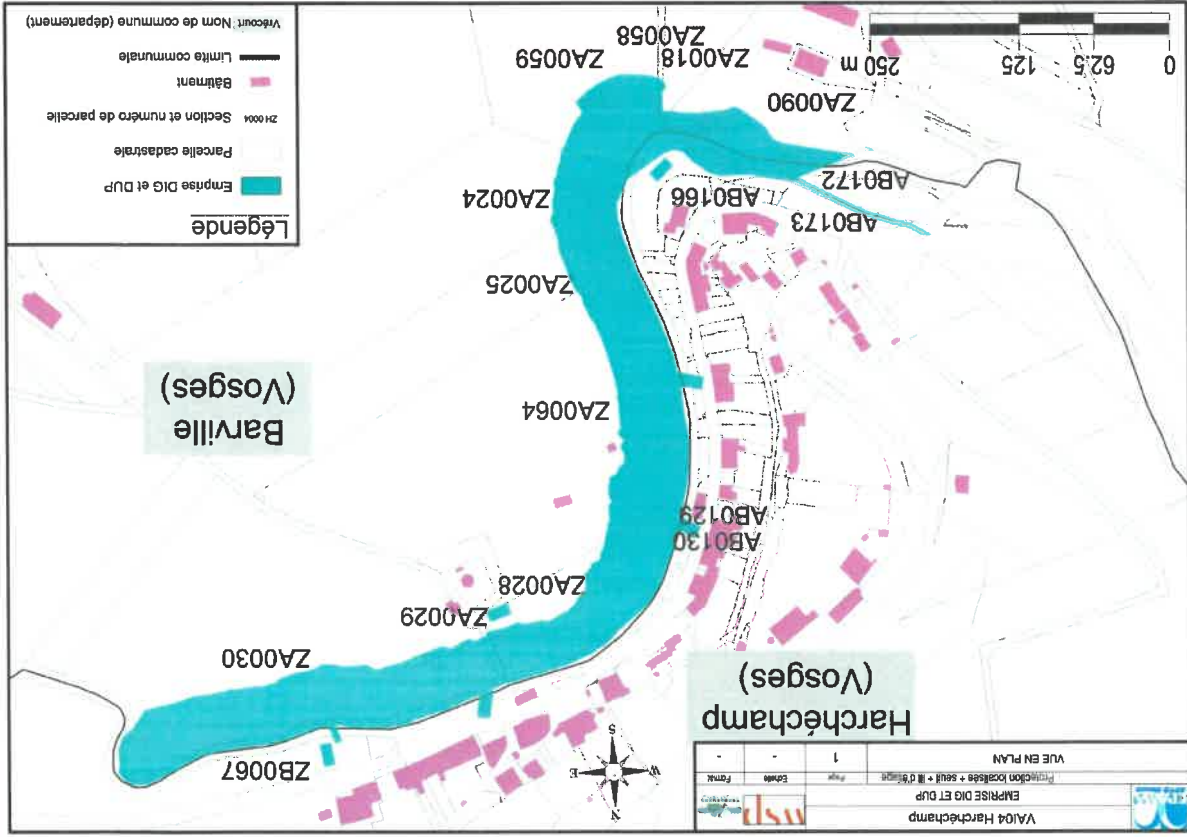 VAI04 Harchéchamp
EMPRISE DIG ET DUP
Protection localisée + seuil + lit d'étiage
Page
Echelle
Format
VUE EN PLAN
1
-
-
wsp
Harchéchamp
(Vosges)
N
W
E
S
ZB0067
ZA0030
ZA0029
ZA0028
AB0130
AB0129
ZA0064
Barville
(Vosges)
ZA0025
ZA0024
AB0173
AB0166
AB0172
ZA0090
ZA0018
ZA0058
ZA0059
0
62.5
125
250 m
Légende
Emprise DIG et DUP
Parcelle cadastrale
ZH 0004 Section et numéro de parcelle
Bâtiment
Limite communale
Vrécourt Nom de commune (département)